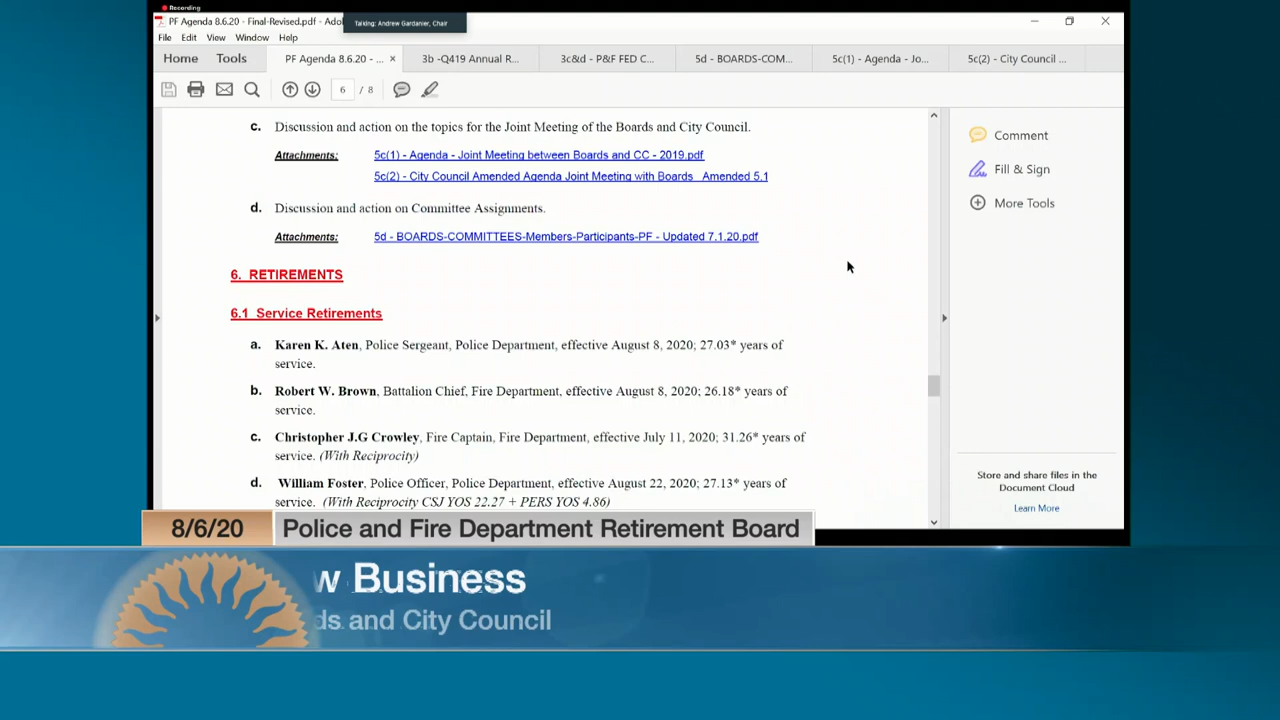 Recording
PF Agenda 8.6.20 - Final-Revised.pdf - Ado
Talking: Andrew Gardanier, Chair
File Edit View Window Help
Home Tools PF Agenda 8.6.20 - ... × 3b -Q419 Annual R... 3c&d - P&F FED C... 5d - BOARDS-COM... 5c(1) - Agenda - Jo... 5c(2) - City Council ...
6 / 8
c. Discussion and action on the topics for the Joint Meeting of the Boards and City Council.
Attachments: 5c(1) - Agenda - Joint Meeting between Boards and CC - 2019.pdf
5c(2) - City Council Amended Agenda Joint Meeting with Boards Amended 5.1
d. Discussion and action on Committee Assignments.
Attachments: 5d - BOARDS-COMMITTEES-Members-Participants-PF - Updated 7.1.20.pdf
6. RETIREMENTS
6.1 Service Retirements
a. Karen K. Aten, Police Sergeant, Police Department, effective August 8, 2020; 27.03* years of
service.
b. Robert W. Brown, Battalion Chief, Fire Department, effective August 8, 2020; 26.18* years of
service.
c. Christopher J.G Crowley, Fire Captain, Fire Department, effective July 11, 2020; 31.26* years of
service. (With Reciprocity)
d. William Foster, Police Officer, Police Department, effective August 22, 2020; 27.13* years of
service. (With Reciprocity CSJ YOS 22.27 + PERS YOS 4.86)
Comment
Fill & Sign
More Tools
Store and share files in the
Document Cloud
Learn More
8/6/20 Police and Fire Department Retirement Board
w Business
ds and City Council